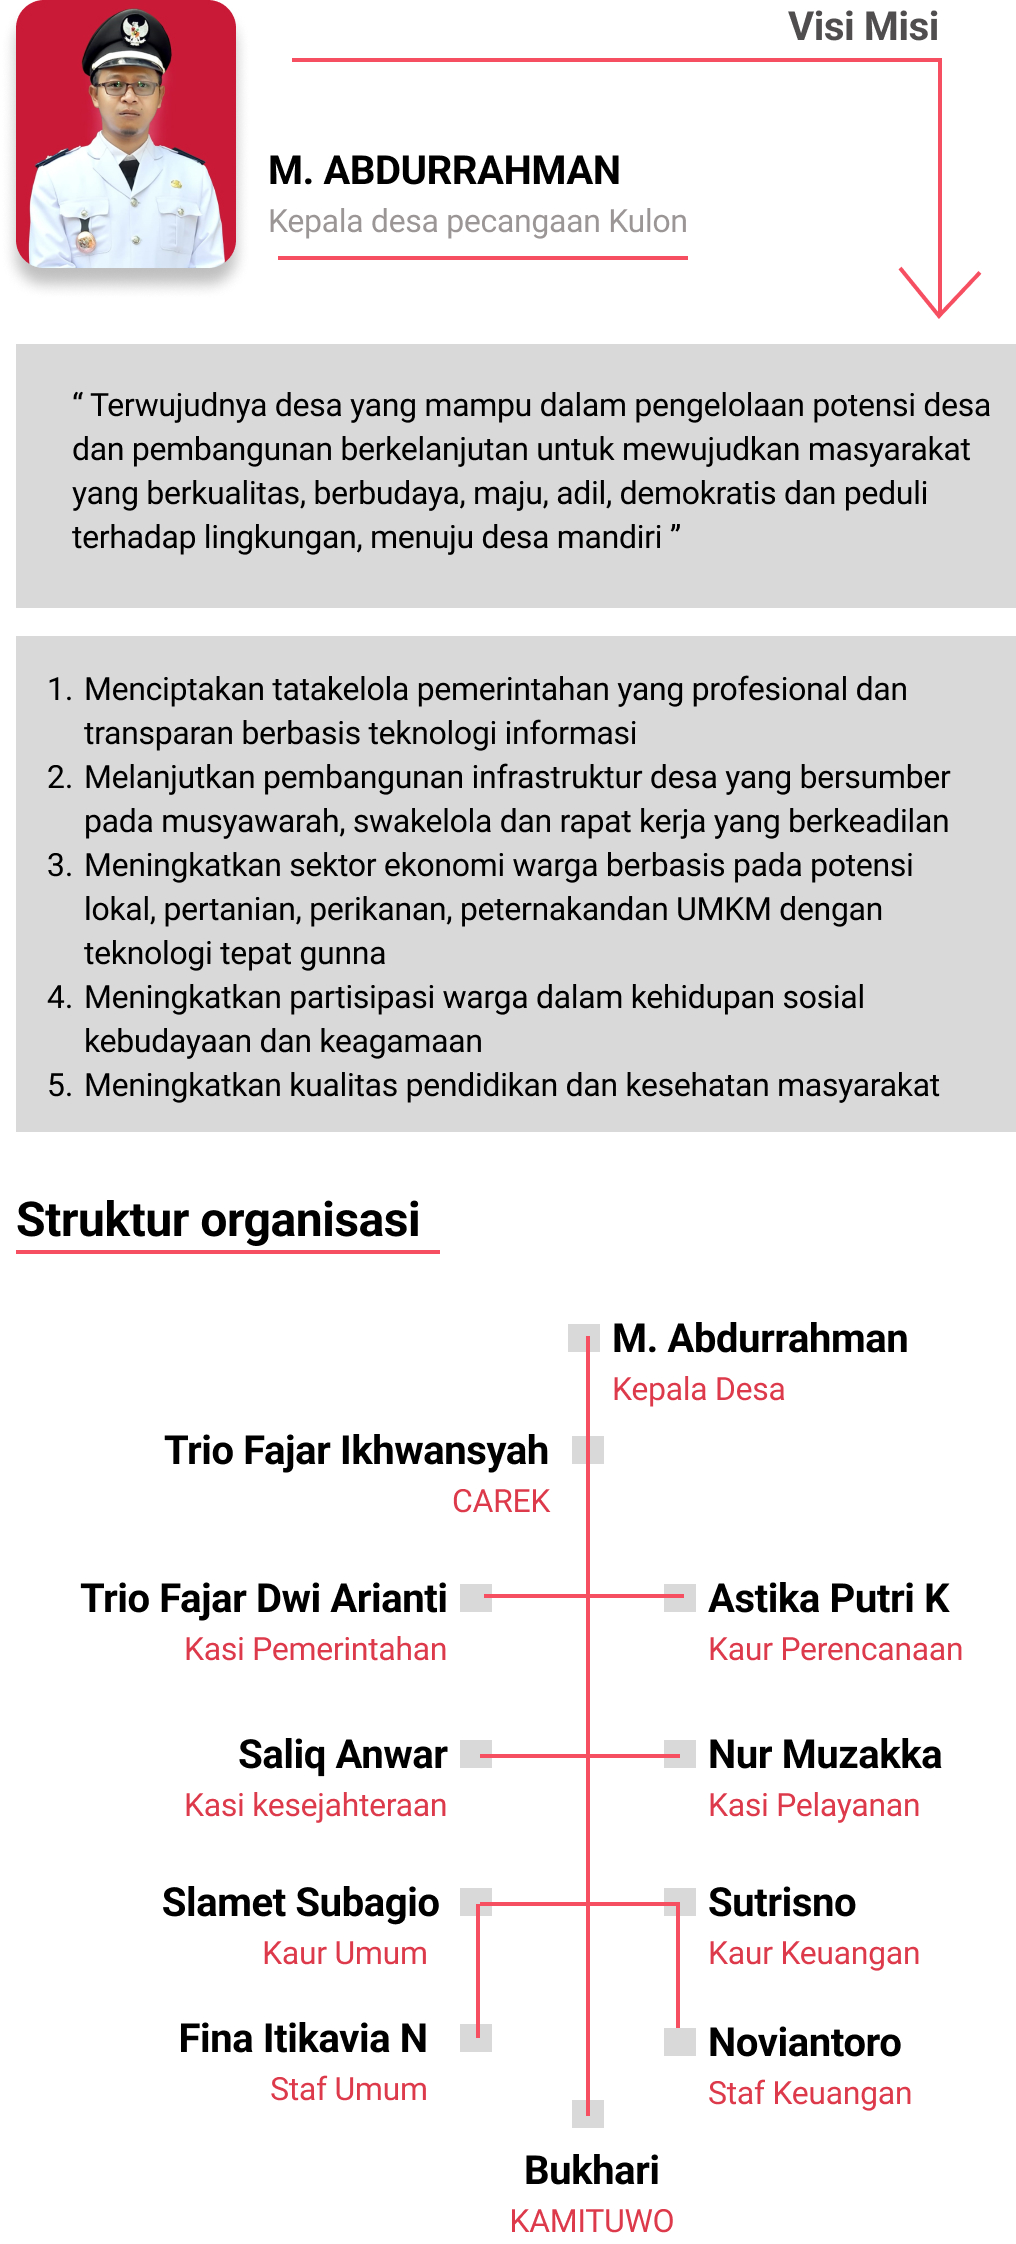 Visi Misi
M. ABDURRAHMAN
Kepala desa pecangaan Kulon
“ Terwujudnya desa yang mampu dalam pengelolaan potensi desa
dan pembangunan berkelanjutan untuk mewujudkan masyarakat
yang berkualitas, berbudaya, maju, adil, demokratis dan peduli
terhadap lingkungan, menuju desa mandiri ”
1. Menciptakan tatakelola pemerintahan yang profesional dan
transparan berbasis teknologi informasi
2. Melanjutkan pembangunan infrastruktur desa yang bersumber
pada musyawarah, swakelola dan rapat kerja yang berkeadilan
3. Meningkatkan sektor ekonomi warga berbasis pada potensi
lokal, pertanian, perikanan, peternakandan UMKM dengan
teknologi tepat gunna
4. Meningkatkan partisipasi warga dalam kehidupan sosial
kebudayaan dan keagamaan
5. Meningkatkan kualitas pendidikan dan kesehatan masyarakat
Struktur organisasi
M. Abdurrahman
Kepala Desa
Trio Fajar Ikhwansyah
CAREK
Trio Fajar Dwi Arianti
Kasi Pemerintahan
Astika Putri K
Kaur Perencanaan
Saliq Anwar
Kasi kesejahteraan
Nur Muzakka
Kasi Pelayanan
Slamet Subagio
Kaur Umum
Sutrisno
Kaur Keuangan
Fina Itikavia N
Staf Umum
Noviantoro
Staf Keuangan
Bukhari
KAMITUWO